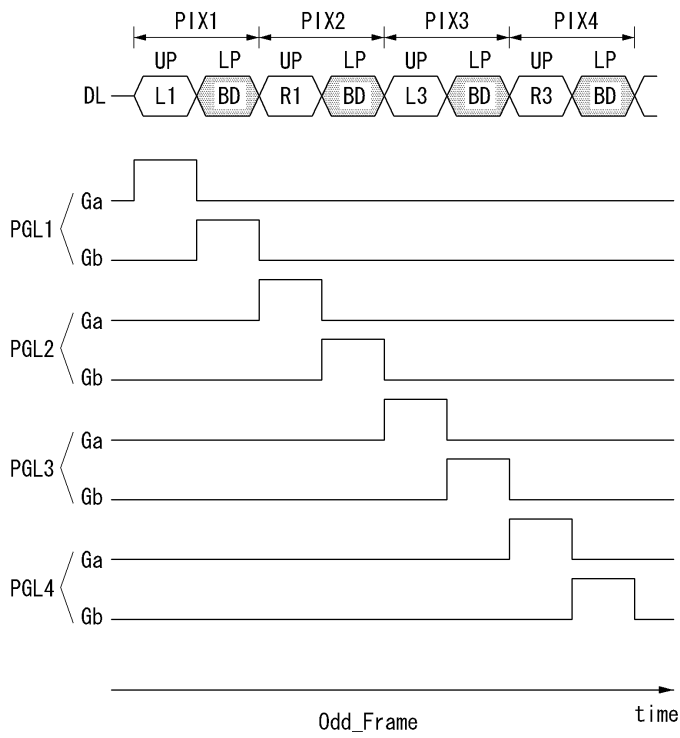 PIX1 PIX2 PIX3 PIX4
UP LP UP LP UP LP UP LP
DL L1 BD R1 BD L3 BD R3 BD
Ga
PGL1
Gb
Ga
PGL2
Gb
Ga
PGL3
Gb
Ga
PGL4
Gb
time
Odd_Frame